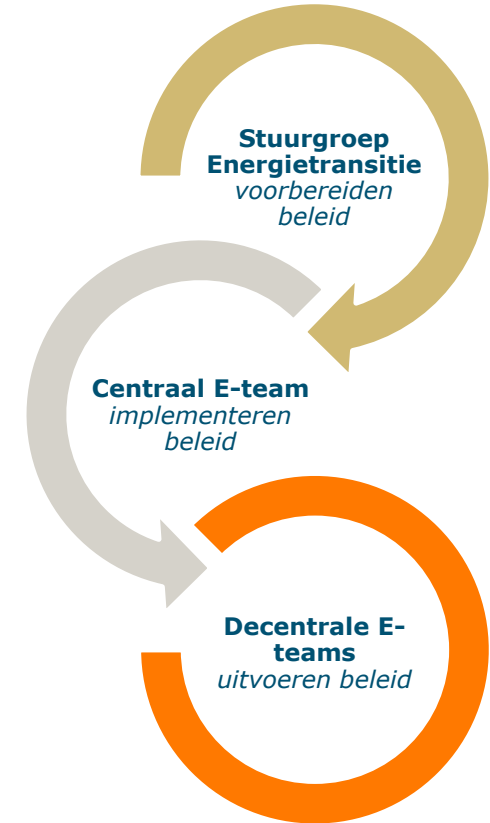 Stuurgroep
Energietransitie
voorbereiden
beleid
Centraal E-team
implementeren
beleid
Decentrale E-
teams
uitvoeren beleid